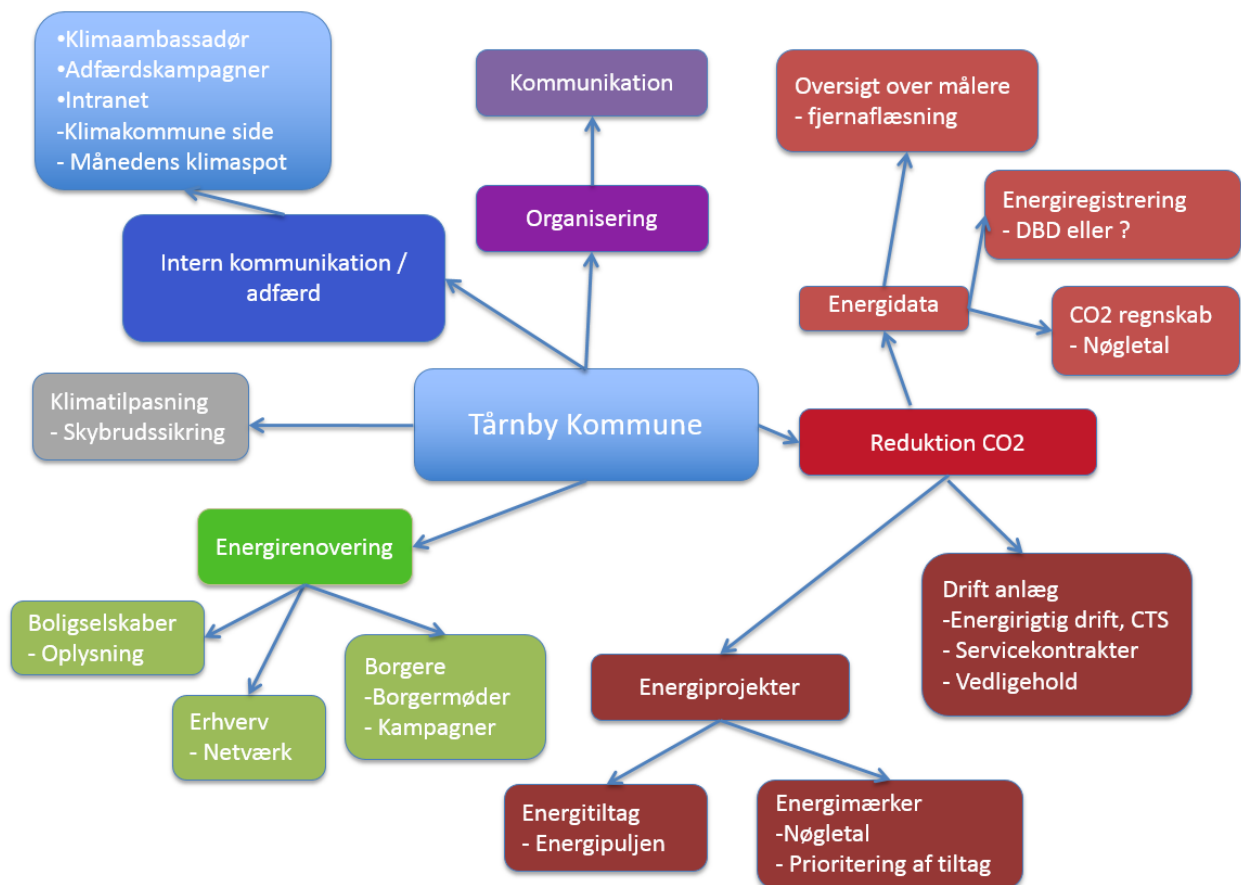 •Klimaambassadør
•Adfærdskampagner
•Intranet
-Klimakommune side
- Månedens klimaspot
Kommunikation
Oversigt over målere
- fjernaflæsning
Organisering
Energiregistrering
- DBD eller ?
Intern kommunikation /
adfærd
Energidata
CO2 regnskab
- Nøgletal
Klimatilpasning
- Skybrudssikring
Tårnby Kommune
Reduktion CO2
Energirenovering
Boligselskaber
- Oplysning
Erhverv
- Netværk
Borgere
-Borgermøder
- Kampagner
Energiprojekter
Drift anlæg
-Energirigtig drift, CTS
- Servicekontrakter
- Vedligehold
Energitiltag
- Energipuljen
Energimærker
-Nøgletal
- Prioritering af tiltag